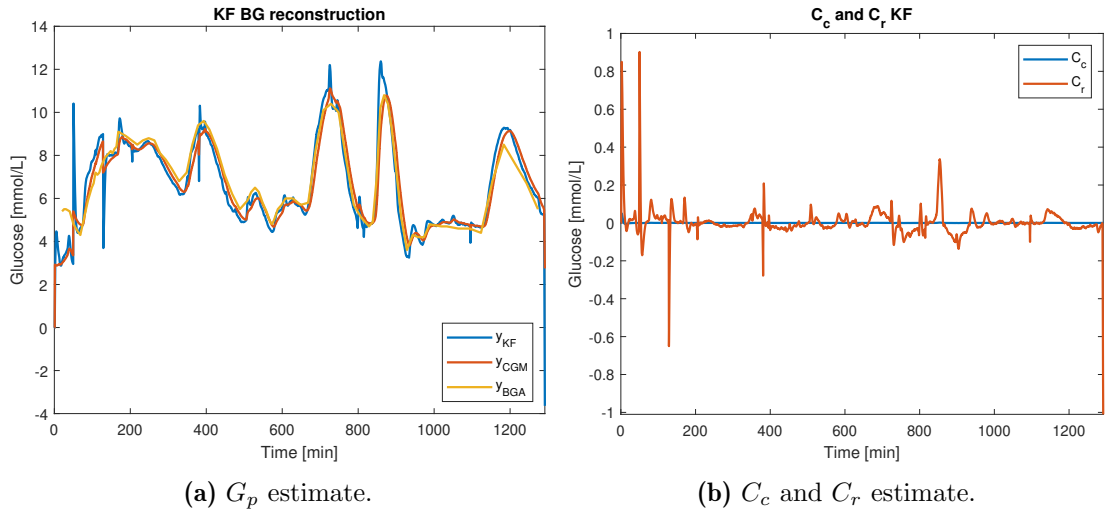 KF BG reconstruction
Glucose [mmol/L]
14
12
10
8
6
4
2
0
-2
-4
y_KF
y_CGM
y_BGA
0 200 400 600 800 1000 1200
Time [min]
(a) G_p estimate.
C_c and C_r KF
Glucose [mmol/L]
1
0.8
0.6
0.4
0.2
0
-0.2
-0.4
-0.6
-0.8
-1
C_c
C_r
0 200 400 600 800 1000 1200
Time [min]
(b) C_c and C_r estimate.